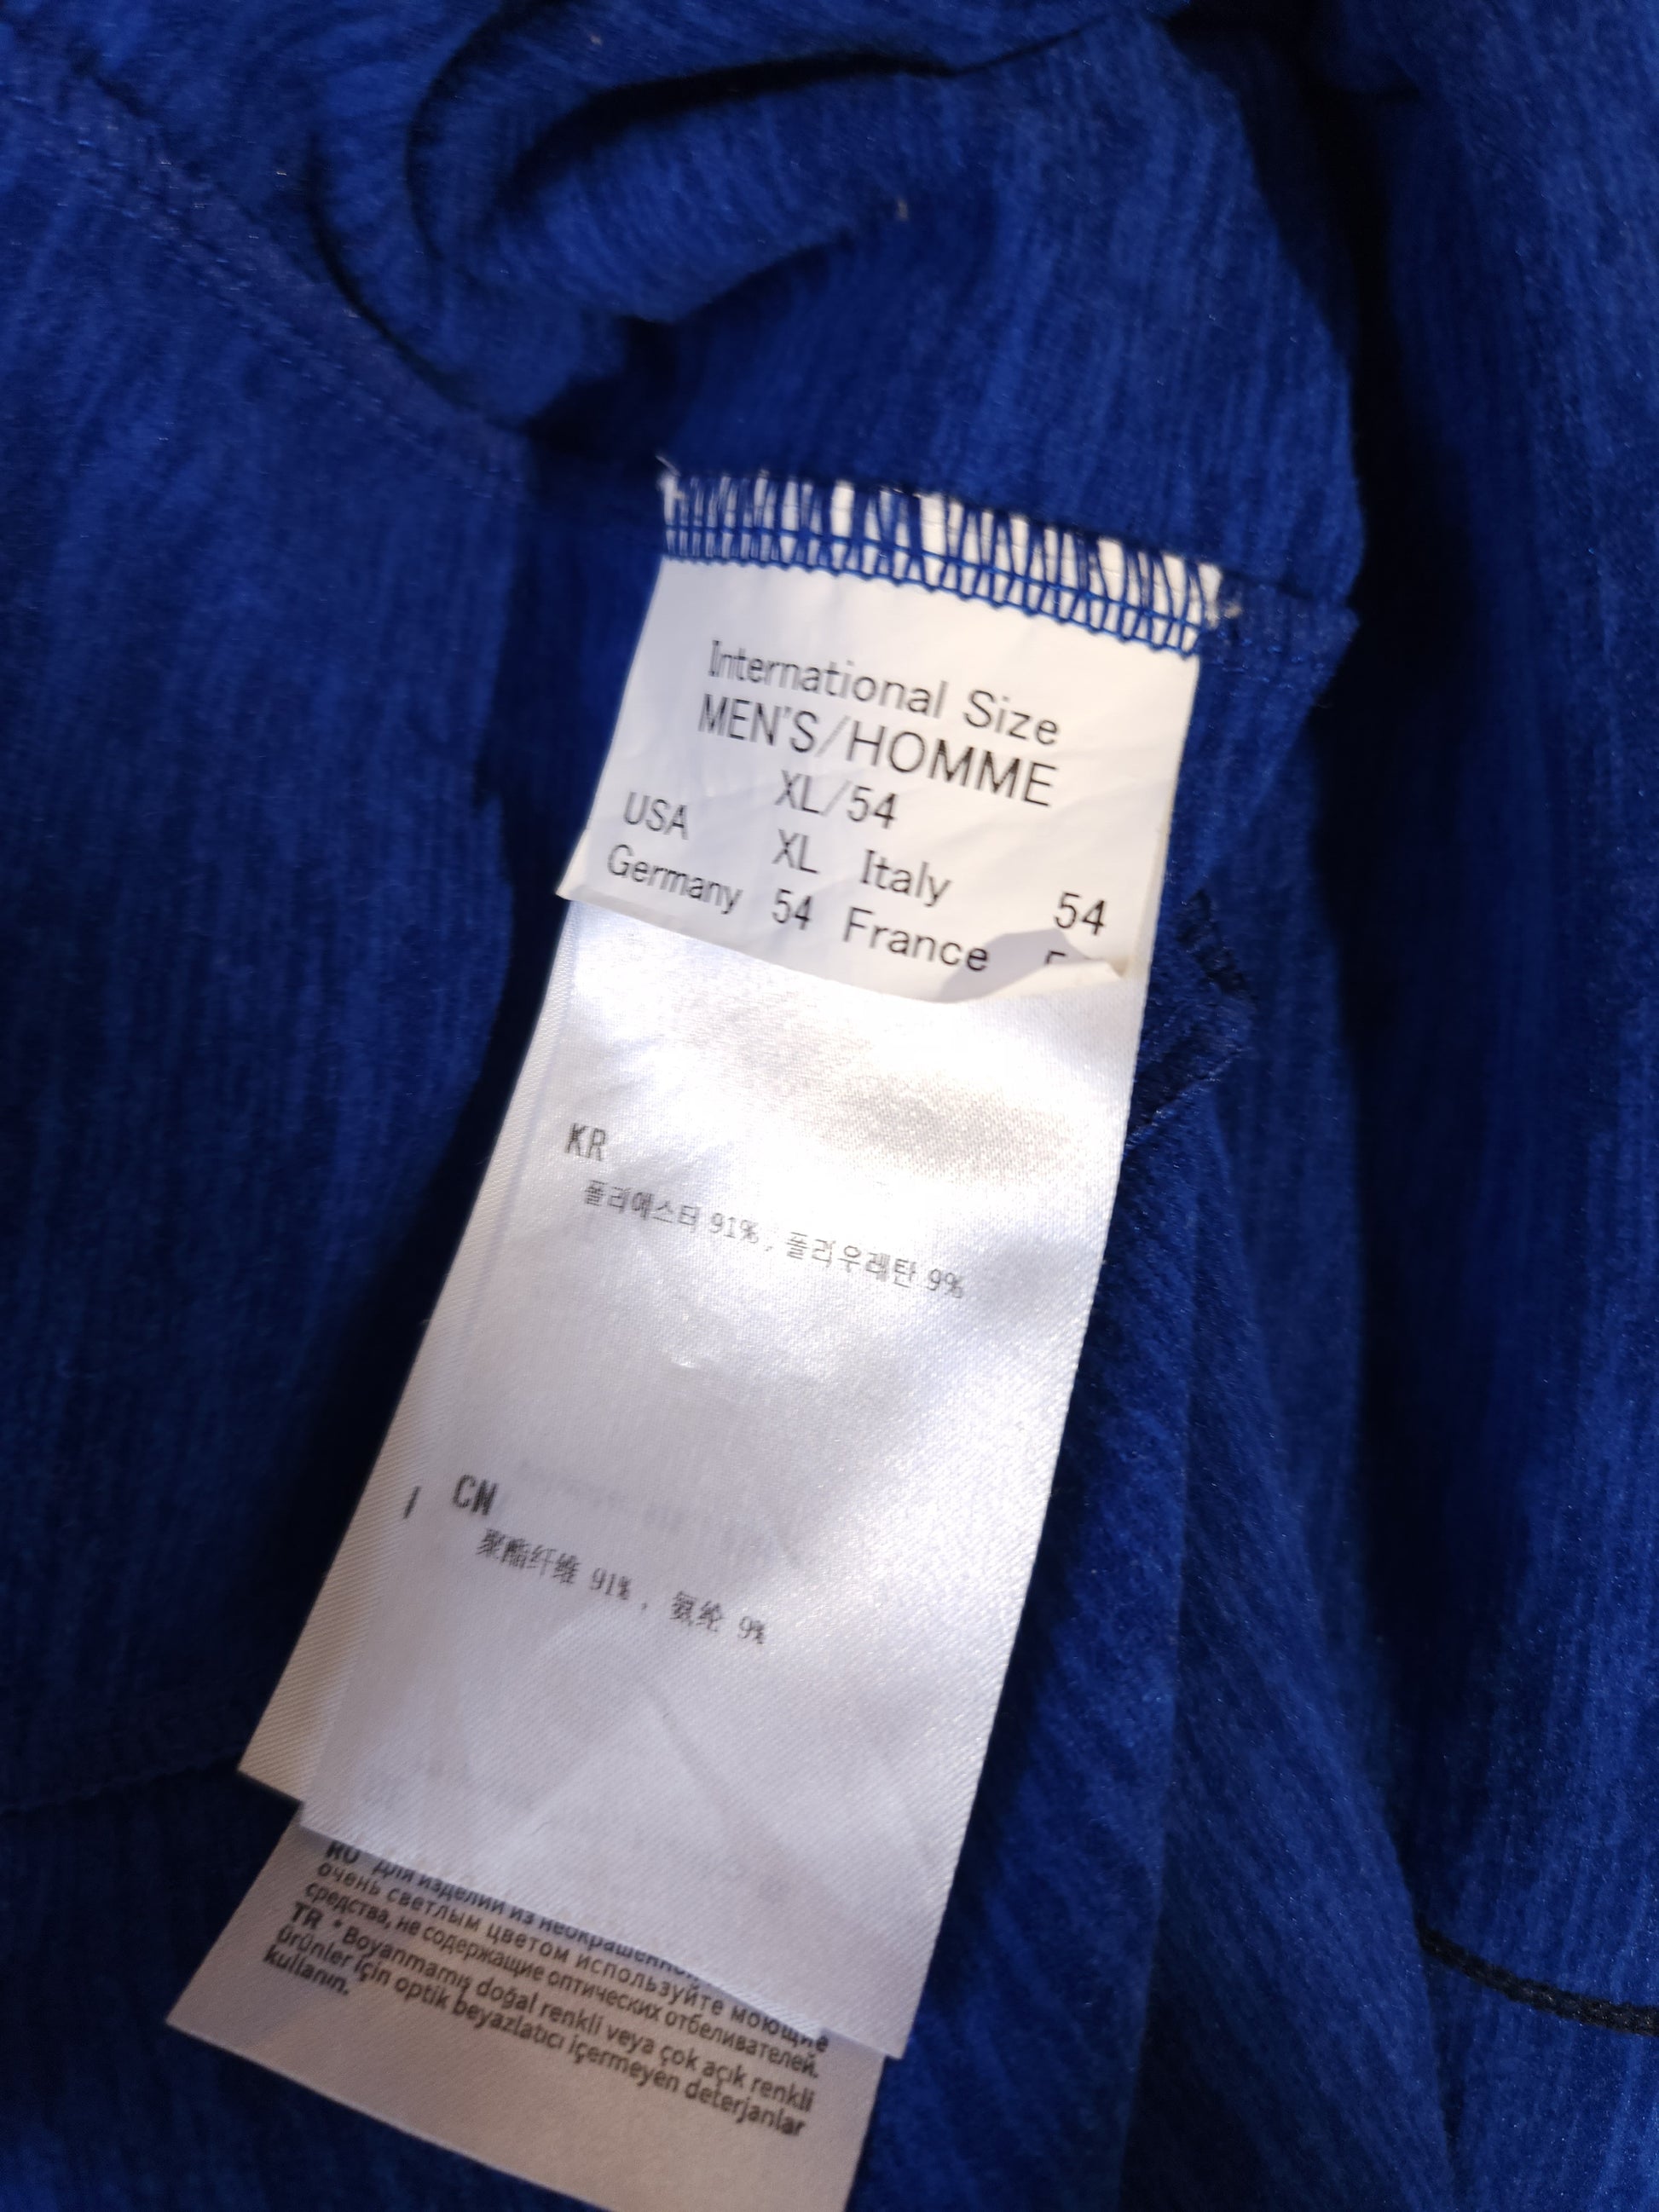 International Size
MEN'S/HOMME
XL/54
USA XL Italy 54
Germany 54 France
KR
폴리에스터 91%, 폴리우레탄 9%
CN
聚酯纤维 91%, 氨纶 9%
RU *Для изделий из неокрашенно
очень светлым цветом используйте моющие
средства, не содержащие оптических отбеливателей.
TR *Boyanmamış doğal renkli veya çok açık renkli
ürünler için optik beyazlatıcı içermeyen deterjanlar
kullanın.